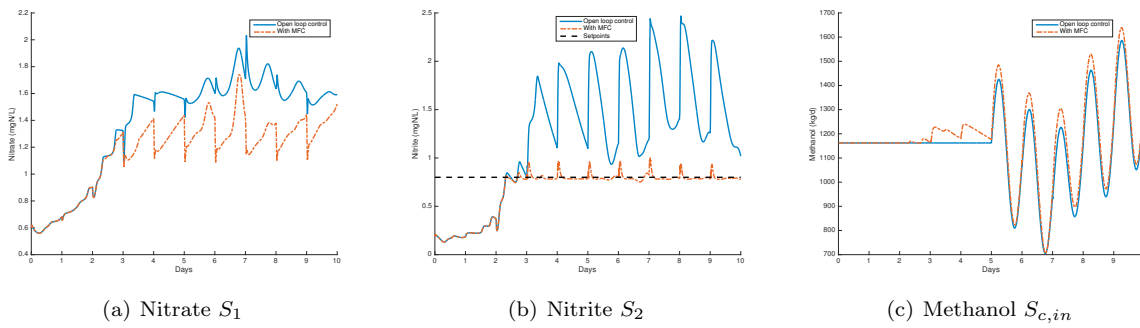 Open loop control
With MFC
2.2
2
1.8
1.6
1.4
1.2
1
0.8
0.6
0.4
Nitrate (mg/N/L)
0 1 2 3 4 5 6 7 8 9 10
Days
(a) Nitrate S1
Open loop control
With MFC
Setpoints
2.5
2
1.5
1
0.5
0
Nitrite (mg/N/L)
0 1 2 3 4 5 6 7 8 9 10
Days
(b) Nitrite S2
Open loop control
With MFC
1700
1600
1500
1400
1300
1200
1100
1000
900
800
700
Methanol (kg/d)
0 1 2 3 4 5 6 7 8 9
Days
(c) Methanol Sc,in